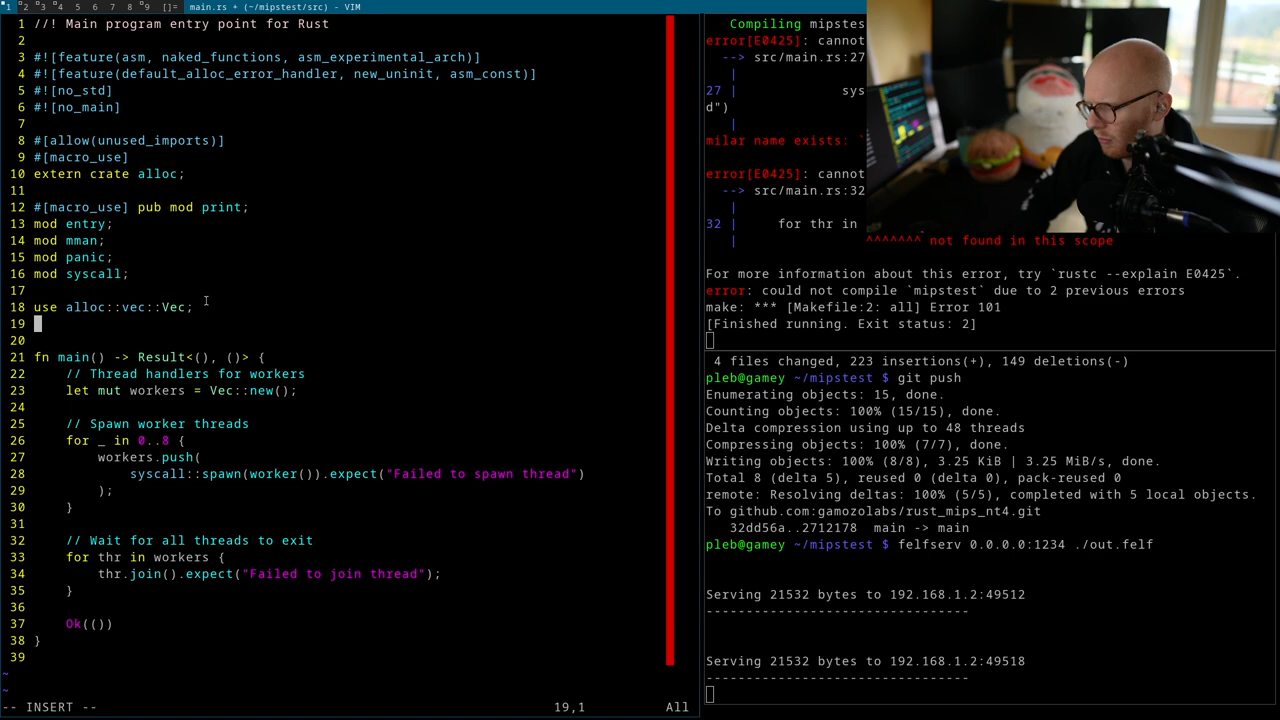 1 2 3 4 5 6 7 8 9 []= main.rs + (~/mipstest/src) - VIM
1 //! Main program entry point for Rust
2
3 #![feature(asm, naked_functions, asm_experimental_arch)]
4 #![feature(default_alloc_error_handler, new_uninit, asm_const)]
5 #![no_std]
6 #![no_main]
7
8 #[allow(unused_imports)]
9 #[macro_use]
10 extern crate alloc;
11
12 #[macro_use] pub mod print;
13 mod entry;
14 mod mman;
15 mod panic;
16 mod syscall;
17
18 use alloc::vec::Vec;
19
20
21 fn main() -> Result<(), ()> {
22 // Thread handlers for workers
23 let mut workers = Vec::new();
24
25 // Spawn worker threads
26 for _ in 0..8 {
27 workers.push(
28 syscall::spawn(worker()).expect("Failed to spawn thread")
29 );
30 }
31
32 // Wait for all threads to exit
33 for thr in workers {
34 thr.join().expect("Failed to join thread");
35 }
36
37 Ok(())
38 }
39
~
~
-- INSERT -- 19,1 All
Compiling mipstes
error[E0425]: cannot
--> src/main.rs:27
|
27 | sys
d")
|
milar name exists: `
error[E0425]: cannot
--> src/main.rs:32
|
32 | for thr in
| ^^^^^^^ not found in this scope
For more information about this error, try `rustc --explain E0425`.
error: could not compile `mipstest` due to 2 previous errors
make: *** [Makefile:2: all] Error 101
[Finished running. Exit status: 2]
4 files changed, 223 insertions(+), 149 deletions(-)
pleb@gamey ~/mipstest $ git push
Enumerating objects: 15, done.
Counting objects: 100% (15/15), done.
Delta compression using up to 48 threads
Compressing objects: 100% (7/7), done.
Writing objects: 100% (8/8), 3.25 KiB | 3.25 MiB/s, done.
Total 8 (delta 5), reused 0 (delta 0), pack-reused 0
remote: Resolving deltas: 100% (5/5), completed with 5 local objects.
To github.com:gamozolabs/rust_mips_nt4.git
32dd56a..2712178 main -> main
pleb@gamey ~/mipstest $ felfserv 0.0.0.0:1234 ./out.felf
Serving 21532 bytes to 192.168.1.2:49512
---------------------------------
Serving 21532 bytes to 192.168.1.2:49518
---------------------------------